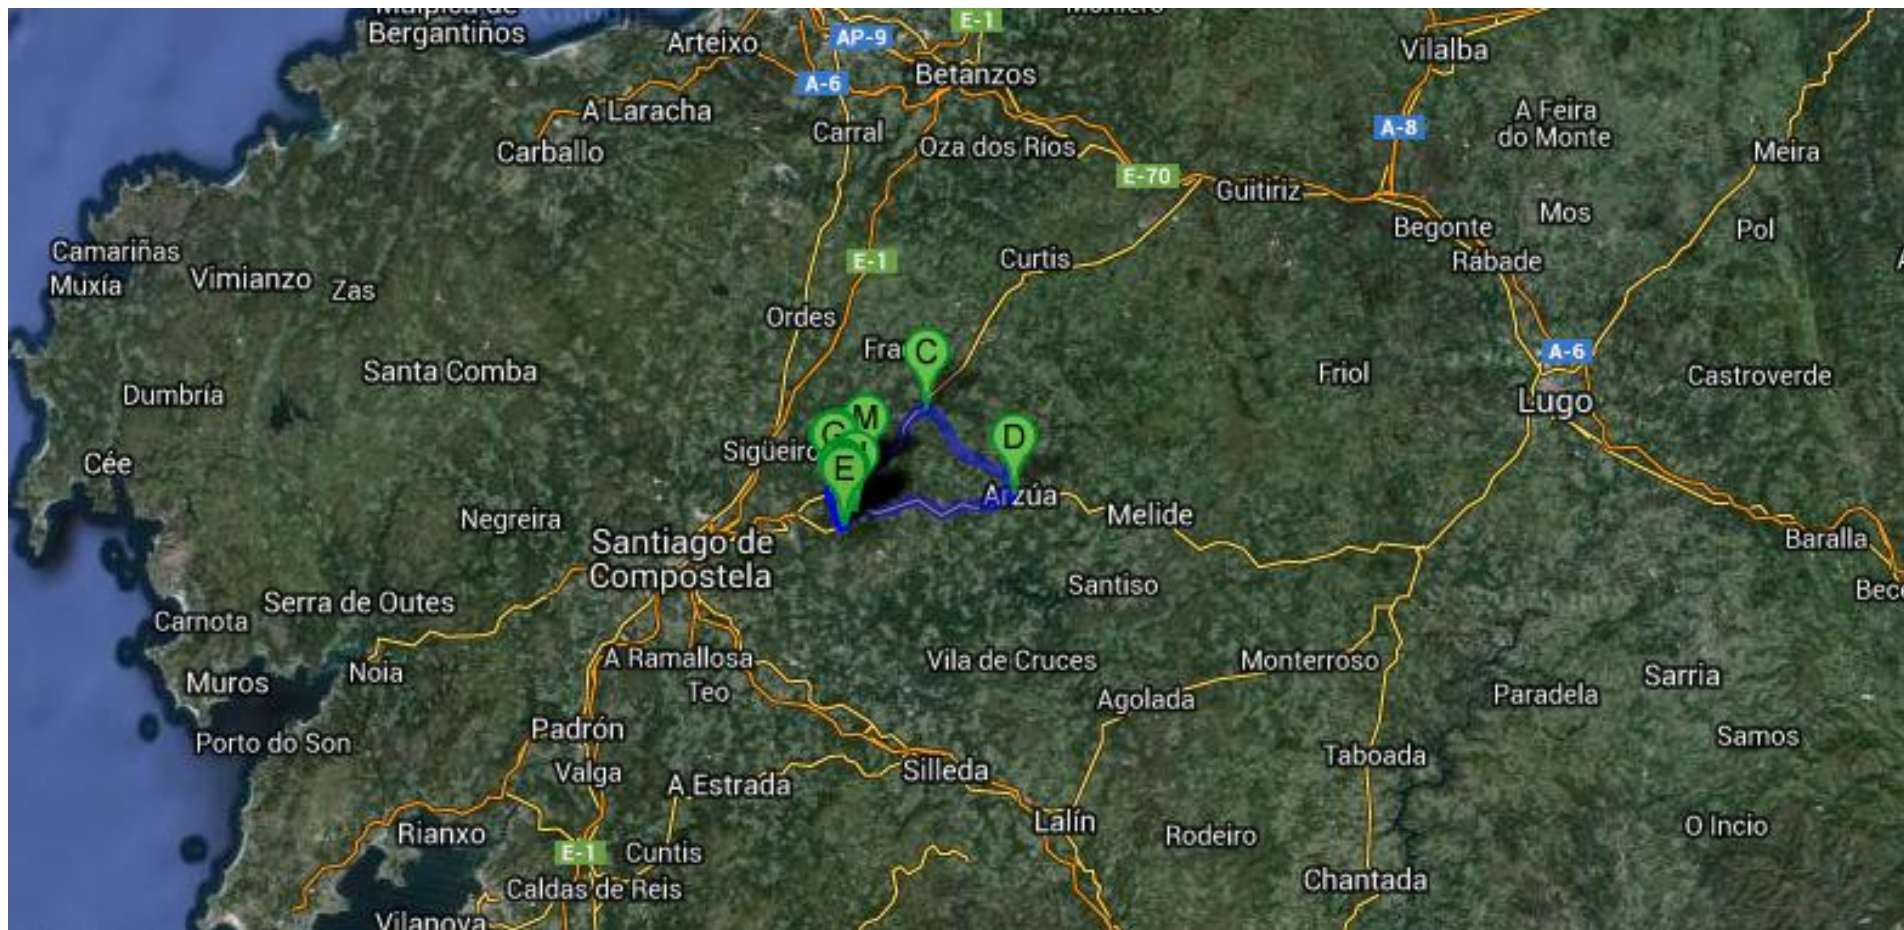 Malpica de
Bergantiños
Arteixo
AP-9
E-1
Vilalba
A-6
Betanzos
A Laracha
Carballo
Carral
Oza dos Ríos
A-8
A Feira
do Monte
Meira
E-70
Guitiriz
Begonte
Mos
Pol
Rábade
Camariñas
Muxía
Vimianzo
Zas
E-1
Curtis
Ordes
Fra
C
A-6
Santa Comba
Dumbría
Friol
Lugo
Castroverde
M
D
Sigüeiro
E
Cée
Arzúa
Melide
Negreira
Santiago de
Compostela
Baralla
Santiso
Bece
Serra de Outes
Carnota
Noia
Muros
A Ramallosa
Teo
Vila de Cruces
Monterroso
Agolada
Paradela
Sarria
Samos
Porto do Son
Padrón
Valga
A Estrada
Silleda
Taboada
Lalín
Rodeiro
O Incio
Rianxo
E-1
Cuntis
Caldas de Reis
Chantada
Vilanova